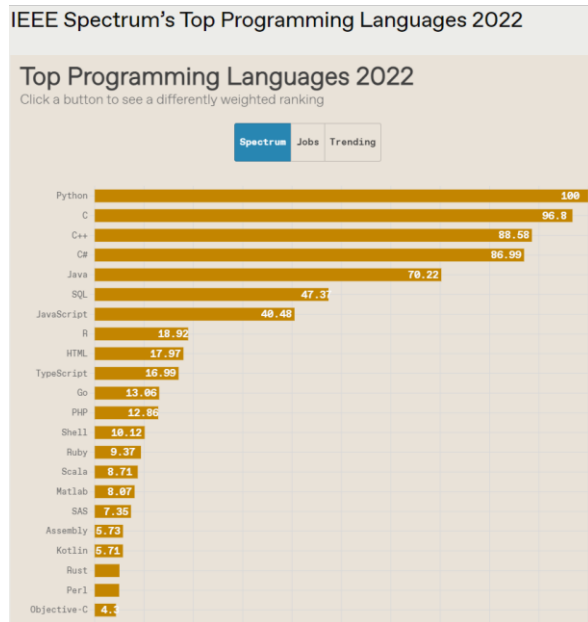 IEEE Spectrum's Top Programming Languages 2022
Top Programming Languages 2022
Click a button to see a differently weighted ranking
Spectrum Jobs Trending
Python 100
C 96.8
C++ 88.58
C# 86.99
Java 70.22
SQL 47.37
JavaScript 40.48
R 18.92
HTML 17.97
TypeScript 16.99
Go 13.06
PHP 12.86
Shell 10.12
Ruby 9.37
Scala 8.71
Matlab 8.07
SAS 7.35
Assembly 5.73
Kotlin 5.71
Rust
Perl
Objective-C